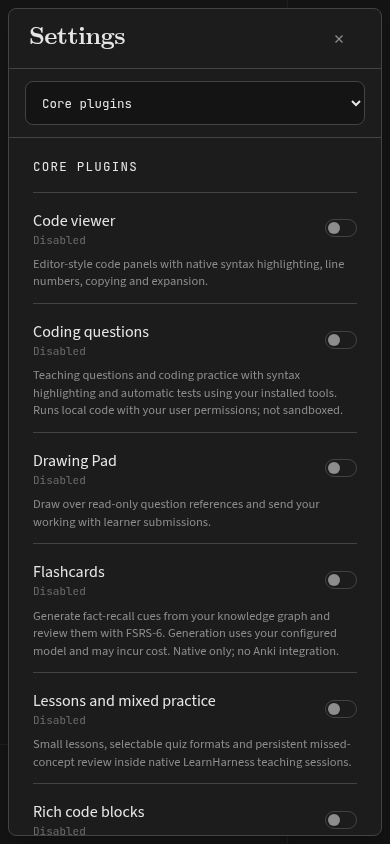 Settings
×
Core plugins
CORE PLUGINS
Code viewer
Disabled
Editor-style code panels with native syntax highlighting, line
numbers, copying and expansion.
Coding questions
Disabled
Teaching questions and coding practice with syntax
highlighting and automatic tests using your installed tools.
Runs local code with your user permissions; not sandboxed.
Drawing Pad
Disabled
Draw over read-only question references and send your
working with learner submissions.
Flashcards
Disabled
Generate fact-recall cues from your knowledge graph and
review them with FSRS-6. Generation uses your configured
model and may incur cost. Native only; no Anki integration.
Lessons and mixed practice
Disabled
Small lessons, selectable quiz formats and persistent missed-
concept review inside native LearnHarness teaching sessions.
Rich code blocks
Disabled